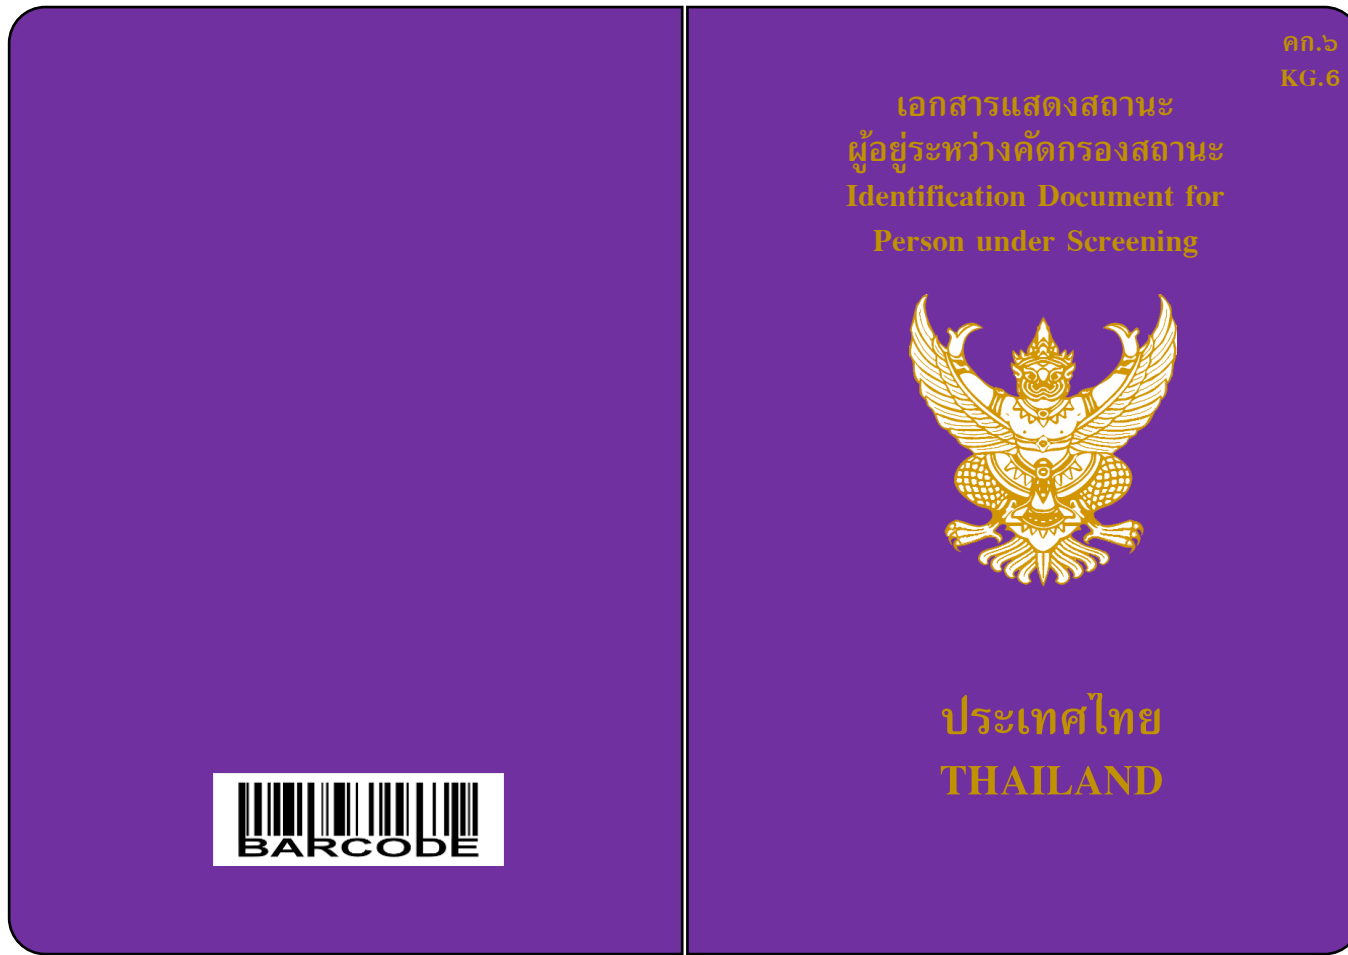 คก.๖
KG.6
เอกสารแสดงสถานะ
ผู้อยู่ระหว่างคัดกรองสถานะ
Identification Document for
Person under Screening
ประเทศไทย
THAILAND
BARCODE